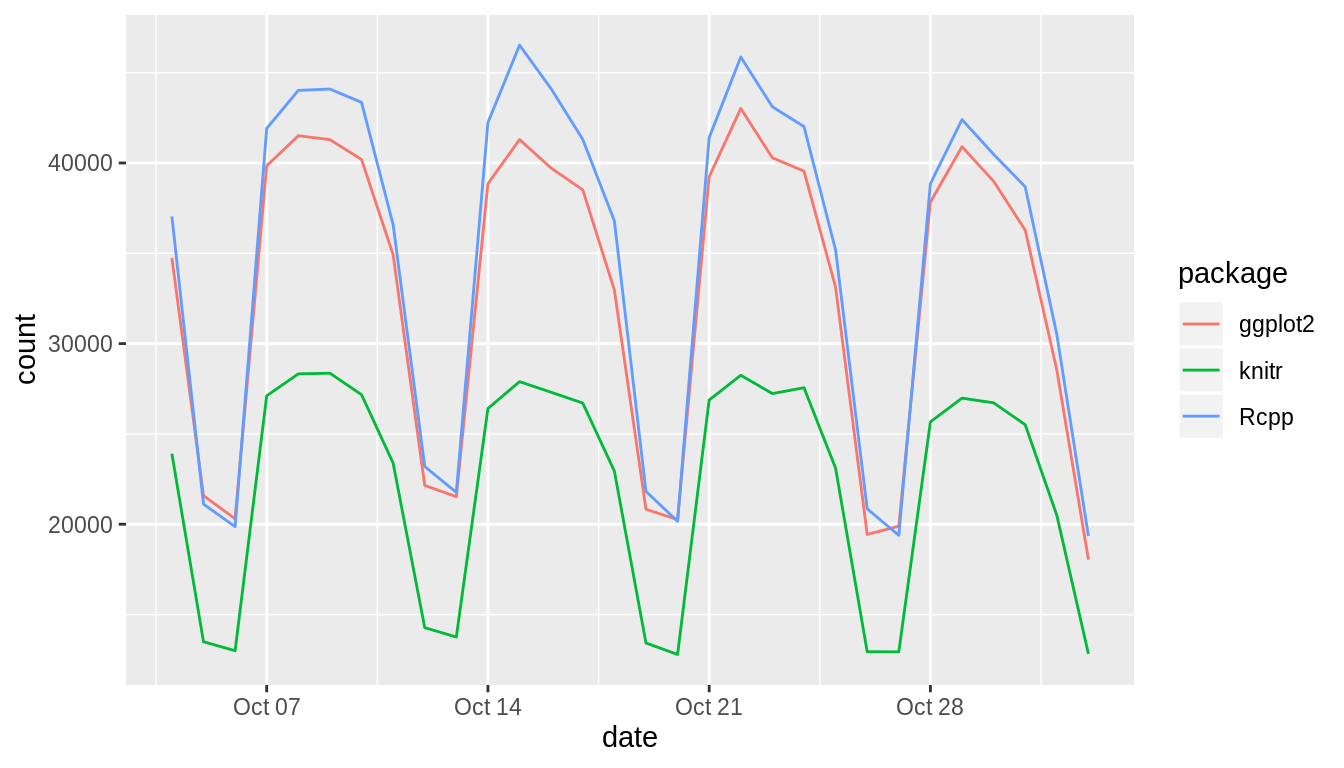 count
40000
30000
20000
Oct 07
Oct 14
Oct 21
Oct 28
date
package
ggplot2
knitr
Rcpp